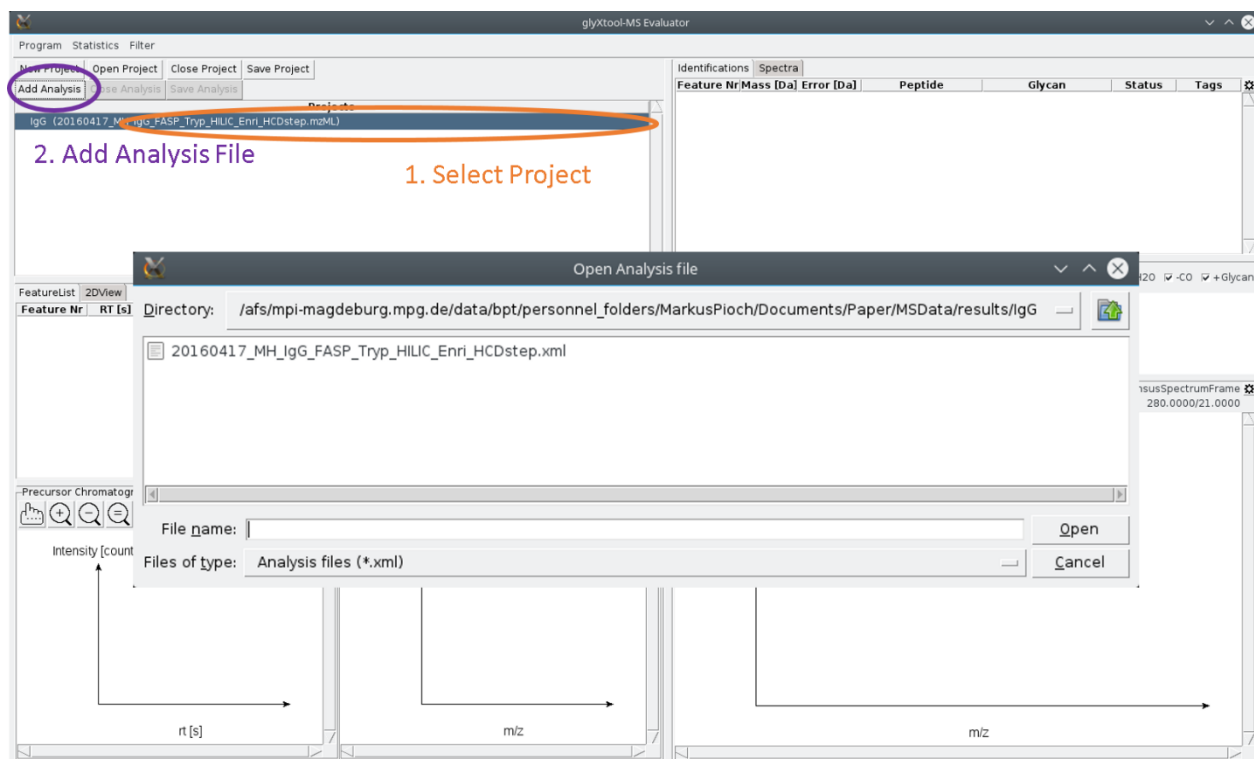 glyXtool-MS Evaluator
Program Statistics Filter
New Project Open Project Close Project Save Project
Add Analysis Close Analysis Save Analysis
Projects
IgG (20160417_MH_IgG_FASP_Tryp_HILIC_Enri_HCDstep.mzML)
2. Add Analysis File
1. Select Project
Identifications Spectra
Feature Nr Mass [Da] Error [Da] Peptide Glycan Status Tags
Open Analysis file
H2O -CO +Glycan
FeatureList 2DView
Feature Nr RT [s]
Directory: /afs/mpi-magdeburg.mpg.de/data/bpt/personnel_folders/MarkusPioch/Documents/Paper/MSData/results/IgG
20160417_MH_IgG_FASP_Tryp_HILIC_Enri_HCDstep.xml
nsusSpectrumFrame
280.0000/21.0000
Precursor Chromatogr
File name:
Open
Files of type: Analysis files (*.xml)
Cancel
Intensity [count
rt [s]
m/z
m/z